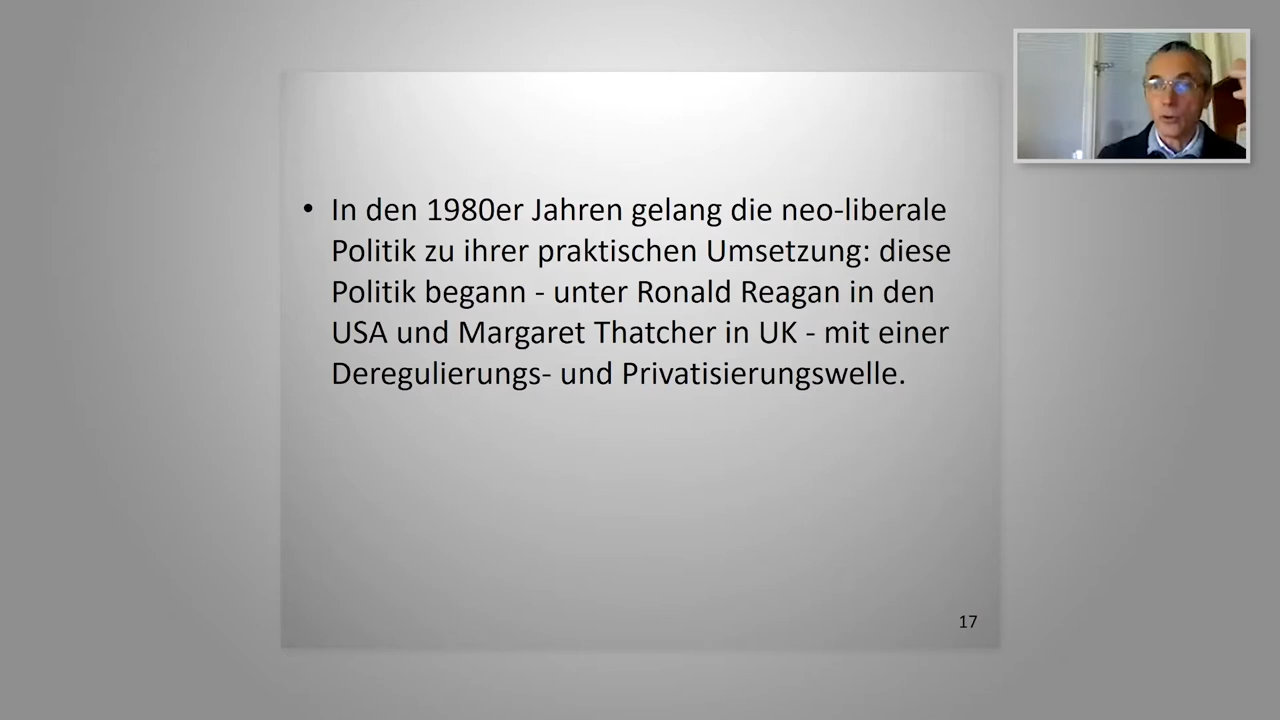 • In den 1980er Jahren gelang die neo-liberale
Politik zu ihrer praktischen Umsetzung: diese
Politik begann - unter Ronald Reagan in den
USA und Margaret Thatcher in UK - mit einer
Deregulierungs- und Privatisierungswelle.
17